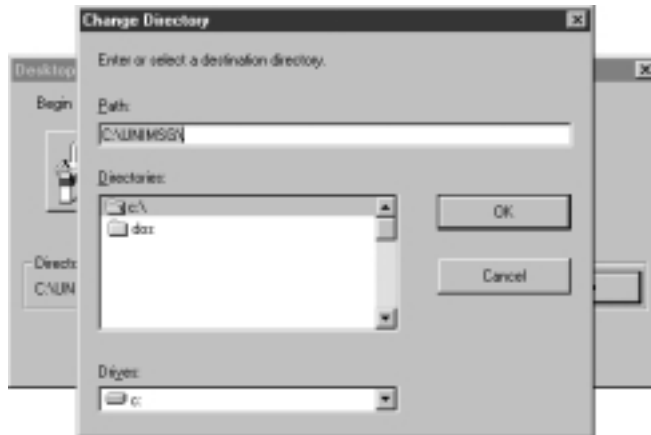 Change Directory
Enter or select a destination directory.
Desktop
Begin
Path:
C:\UNIMSG\
Directories:
c:\
dos
OK
Cancel
Directo
C:\UN
Drives:
c: